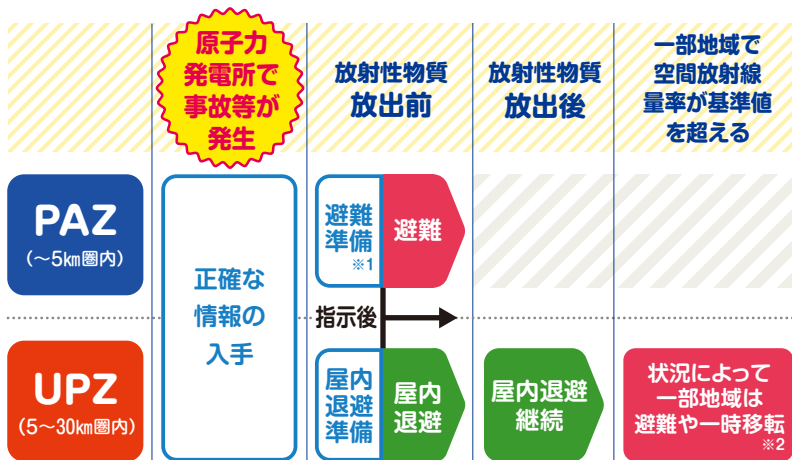 原子力
発電所で
事故等が
発生
放射性物質
放出前
放射性物質
放出後
一部地域で
空間放射線
量率が基準値
を超える
PAZ
(～5km圏内)
正確な
情報の
入手
避難
準備
※1
避難
指示後
UPZ
(5～30km圏内)
屋内
退避
準備
屋内
退避
屋内退避
継続
状況によって
一部地域は
避難や一時移転
※2